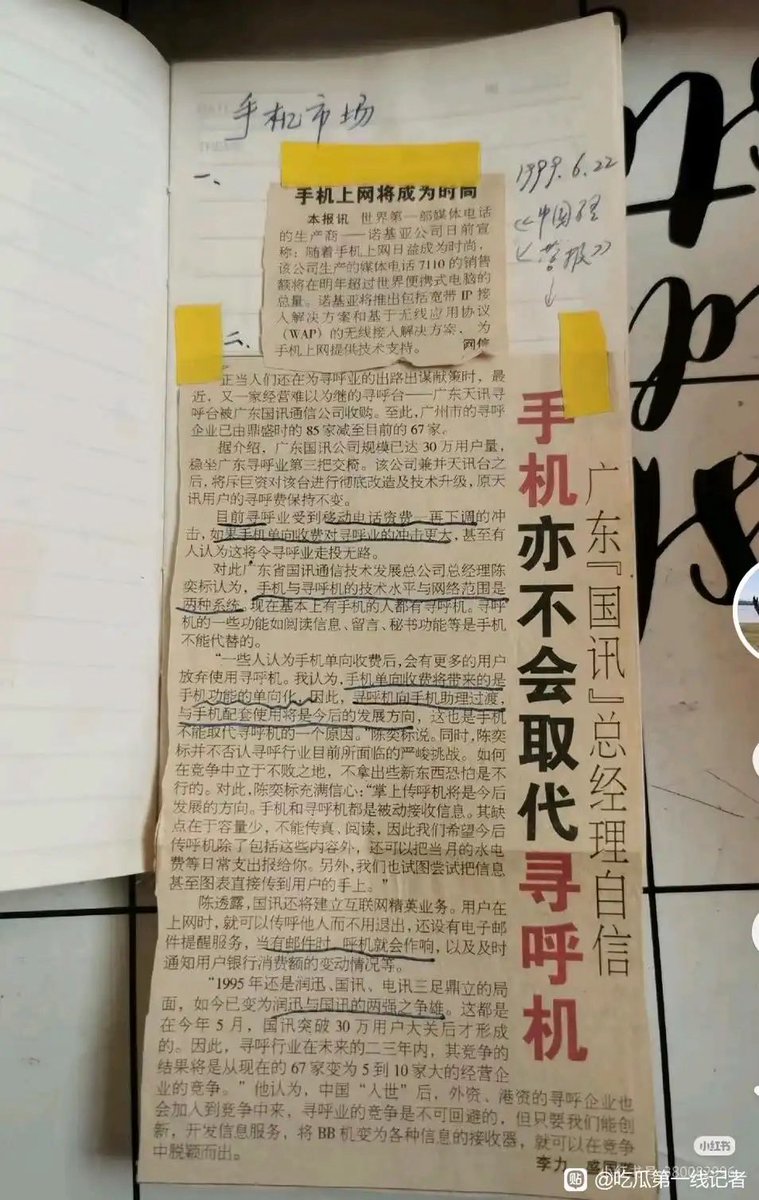 手机市场
一、
手机上网将成为时尚
1999.6.22
《中国经
营报》
本报讯 世界第一部媒体电话
的生产商——诺基亚公司日前宣
称：随着手机上网日益成为时尚，
该公司生产的媒体电话 7110 的销售
额将在明年超过世界便携式电脑的
总量。诺基亚将推出包括宽带 IP 接
入解决方案和基于无线应用协议
（WAP）的无线接入解决方案，为
手机上网提供技术支持。 网信
二、
广东『国讯』总经理自信
手机亦不会取代寻呼机
正当人们还在为寻呼业的出路出谋献策时，最
近，又一家经营难以为继的寻呼台——广东天讯寻
呼台被广东国讯通信公司收购。至此，广州市的寻呼
企业已由鼎盛时的 85 家减至目前的 67 家。
据介绍，广东国讯公司规模已达 30 万用户量，
稳坐广东寻呼业第三把交椅。该公司兼并天讯台之
后，将斥巨资对该台进行彻底改造及技术升级，原天
讯用户的寻呼费保持不变。
目前寻呼业受到移动电话资费一再下调的冲
击，如果手机单向收费对寻呼业的冲击更大，甚至有
人认为这将令寻呼业走投无路。
对此广东省国讯通信技术发展总公司总经理陈
奕标认为，手机与寻呼机的技术水平与网络范围是
两种系统。现在基本上有手机的人都有寻呼机。寻呼
机的一些功能如阅读信息、留言、秘书功能等是手机
不能代替的。
“一些人认为手机单向收费后，会有更多的用户
放弃使用寻呼机。我认为，手机单向收费将带来的是
手机功能的单向化，因此，寻呼机向手机助理过渡，
与手机配套使用将是今后的发展方向，这也是手机
不能取代寻呼机的一个原因。”陈奕标说。同时，陈奕
标并不否认寻呼行业目前所面临的严峻挑战。如何
在竞争中立于不败之地，不拿出些新东西恐怕是不
行的。对此，陈奕标充满信心：“掌上传呼机将是今后
发展的方向。手机和寻呼机都是被动接收信息。其缺
点在于容量少，不能传真、阅读，因此我们希望今后
传呼机除了包括这些内容外，还可以把当月的水电
费等日常支出报给你。另外，我们也试图尝试把信息
甚至图表直接传到用户的手上。”
陈透露，国讯还将建立互联网精英业务。用户在
上网时，就可以传呼他人而不用退出，还设有电子邮
件提醒服务，当有邮件时，呼机就会作响，以及及时
通知用户银行消费额的变动情况等。
“1995 年还是润迅、国讯、电讯三足鼎立的局
面，如今已变为润迅与国讯的两强之争雄。这都是
在今年 5 月，国讯突破 30 万用户大关后才形成
的。因此，寻呼行业在未来的二三年内，其竞争的
结果将是从现在的 67 家变为 5 到 10 家大的经营企
业的竞争。”他认为，中国“入世”后，外资、港资的寻呼企业也
会加入到竞争中来，寻呼业的竞争是不可回避的，但只要我们能创
新，开发信息服务，将 BB 机变为各种信息的接收器，就可以在竞争
中脱颖而出。 李力
小红书
@吃瓜第一线记者